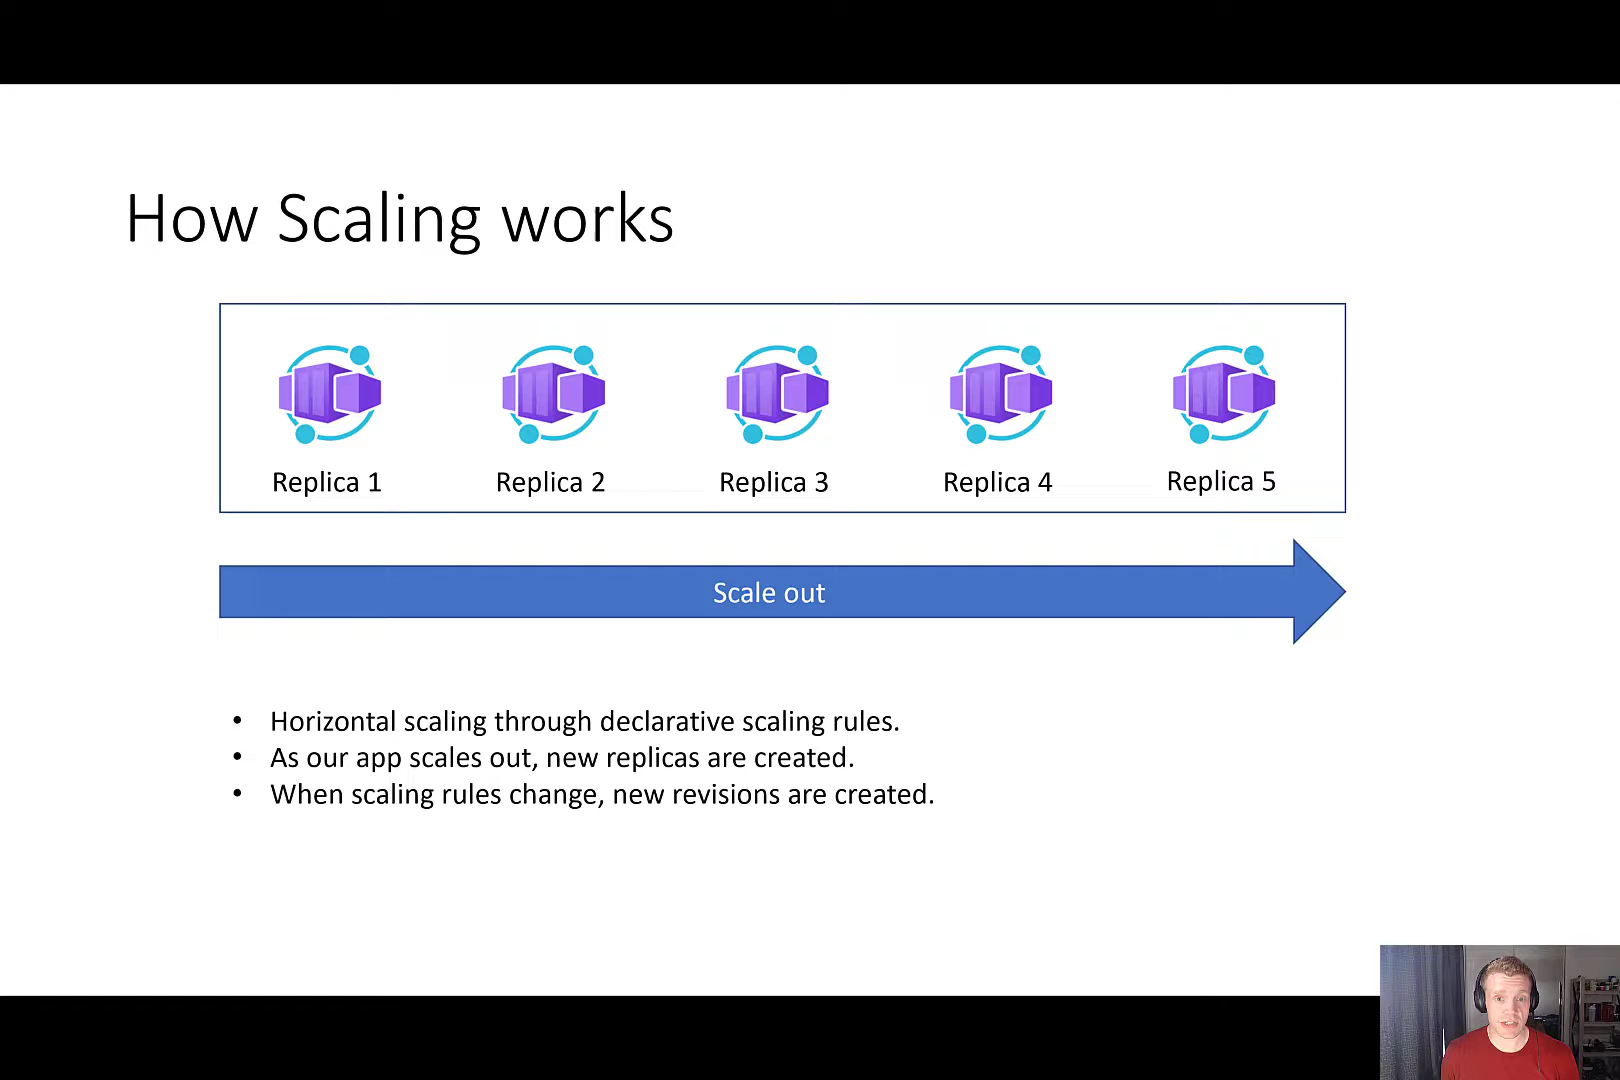 How Scaling works
Replica 1
Replica 2
Replica 3
Replica 4
Replica 5
Scale out
• Horizontal scaling through declarative scaling rules.
• As our app scales out, new replicas are created.
• When scaling rules change, new revisions are created.